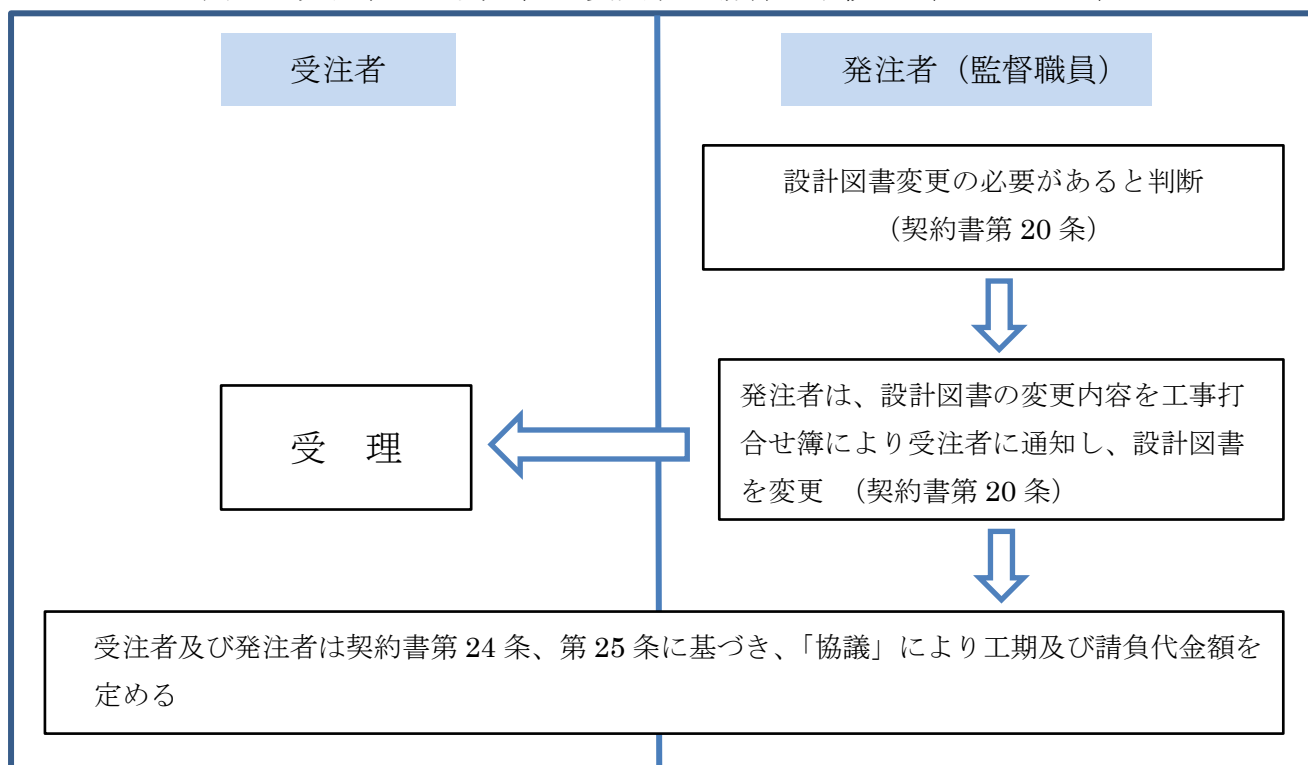 受注者
発注者（監督職員）
設計図書変更の必要があると判断
（契約書第 20 条）
発注者は、設計図書の変更内容を工事打
合せ簿により受注者に通知し、設計図書
を変更　（契約書第 20 条）
受　理
受注者及び発注者は契約書第 24 条、第 25 条に基づき、「協議」により工期及び請負代金額を
定める